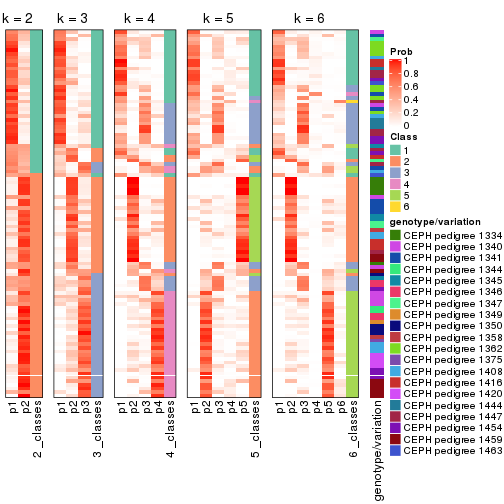 k = 2 k = 3 k = 4 k = 5 k = 6
Prob
1
0.8
0.6
0.4
0.2
0
Class
1
2
3
4
5
6
genotype/variation
CEPH pedigree 1334
CEPH pedigree 1340
CEPH pedigree 1341
CEPH pedigree 1344
CEPH pedigree 1345
CEPH pedigree 1346
CEPH pedigree 1347
CEPH pedigree 1349
CEPH pedigree 1350
CEPH pedigree 1358
CEPH pedigree 1362
CEPH pedigree 1375
CEPH pedigree 1408
CEPH pedigree 1416
CEPH pedigree 1420
CEPH pedigree 1444
CEPH pedigree 1447
CEPH pedigree 1454
CEPH pedigree 1459
CEPH pedigree 1463
p1 p2 2_classes
p1 p2 p3 3_classes
p1 p2 p3 p4 4_classes
p1 p2 p3 p4 p5 5_classes
p1 p2 p3 p4 p5 p6 6_classes
genotype/variation